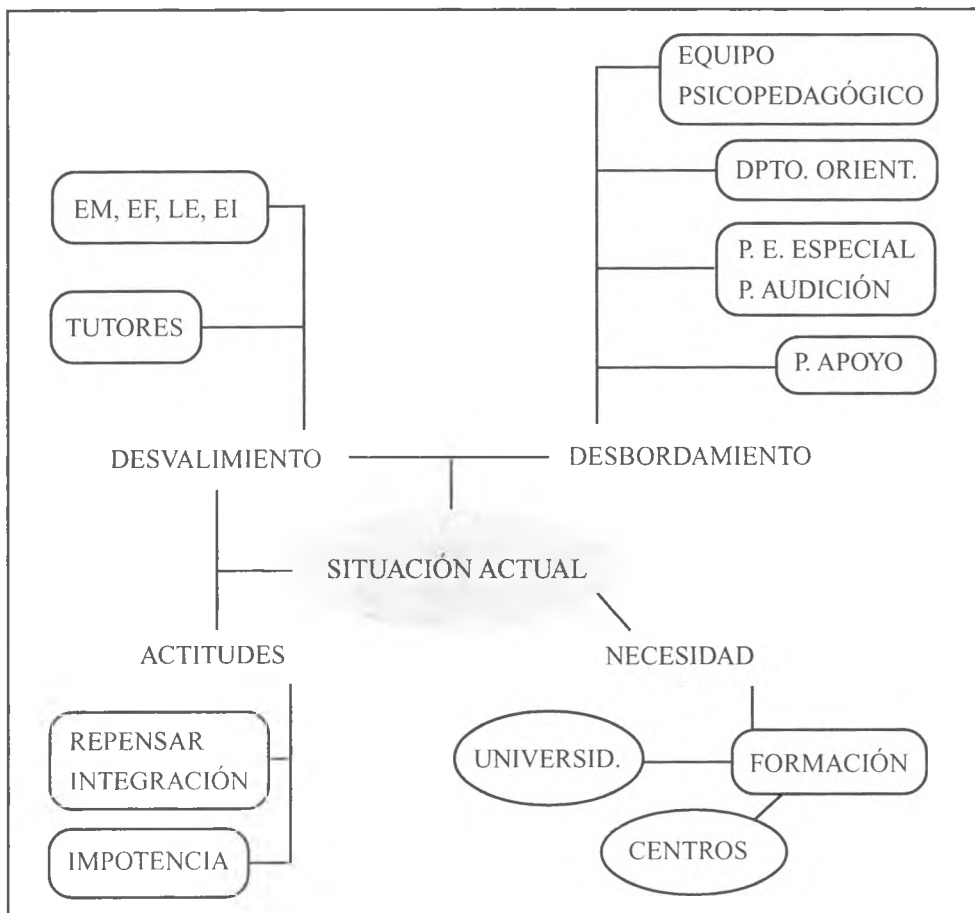 EQUIPO
PSICOPEDAGÓGICO
DPTO. ORIENT.
EM, EF, LE, EI
P. E. ESPECIAL
P. AUDICIÓN
TUTORES
P. APOYO
DESVALIMIENTO
DESBORDAMIENTO
SITUACIÓN ACTUAL
ACTITUDES
NECESIDAD
REPENSAR
INTEGRACIÓN
UNIVERSID.
FORMACIÓN
IMPOTENCIA
CENTROS